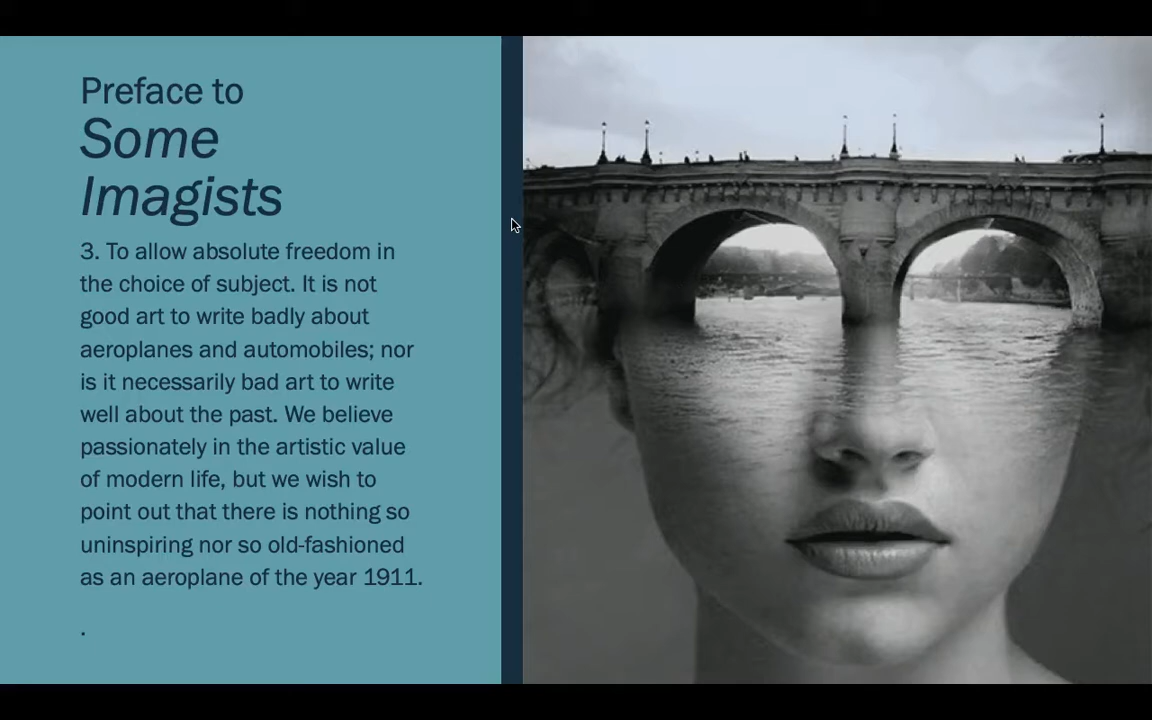 Preface to
Some
Imagists
3. To allow absolute freedom in
the choice of subject. It is not
good art to write badly about
aeroplanes and automobiles; nor
is it necessarily bad art to write
well about the past. We believe
passionately in the artistic value
of modern life, but we wish to
point out that there is nothing so
uninspiring nor so old-fashioned
as an aeroplane of the year 1911.
.